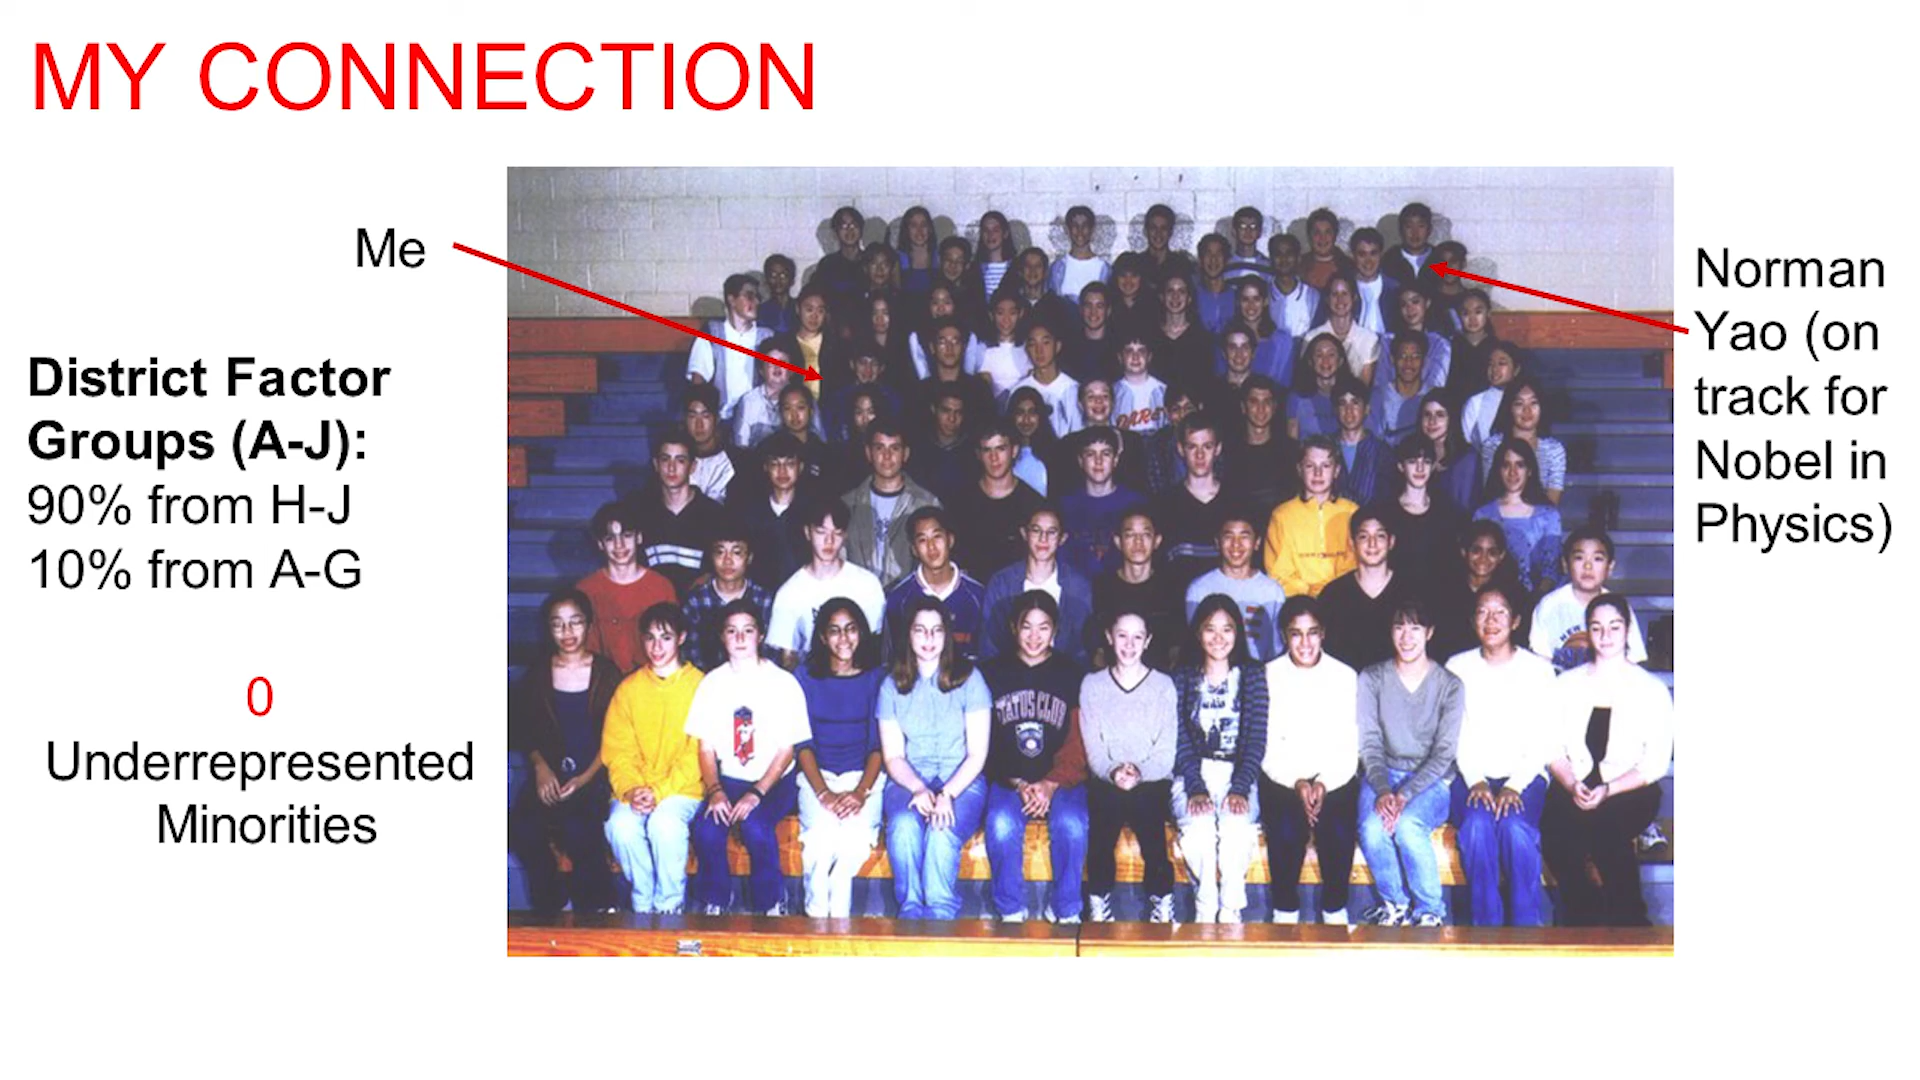 MY CONNECTION
Me
District Factor
Groups (A-J):
90% from H-J
10% from A-G
0
Underrepresented
Minorities
Norman
Yao (on
track for
Nobel in
Physics)